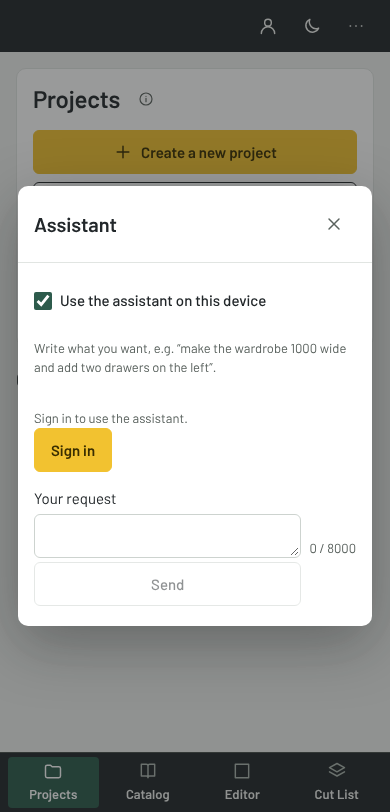 Projects
Create a new project
Assistant
Use the assistant on this device
Write what you want, e.g. “make the wardrobe 1000 wide
and add two drawers on the left”.
Sign in to use the assistant.
Sign in
Your request
0 / 8000
Send
Projects
Catalog
Editor
Cut List